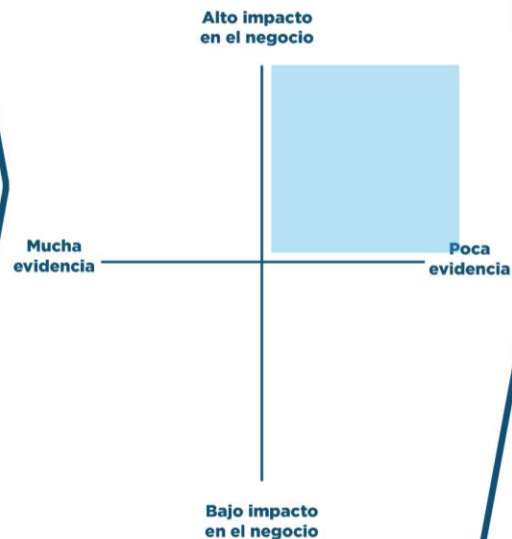 Alto impacto
en el negocio
Mucha
evidencia
Poca
evidencia
Bajo impacto
en el negocio